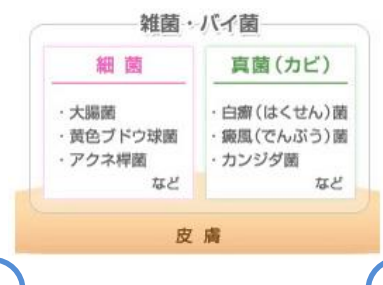 雑菌・バイ菌
細菌
・大腸菌
・黄色ブドウ球菌
・アクネ桿菌
など
真菌(カビ)
・白癬(はくせん)菌
・癜風(でんぷう)菌
・カンジダ菌
など
皮膚